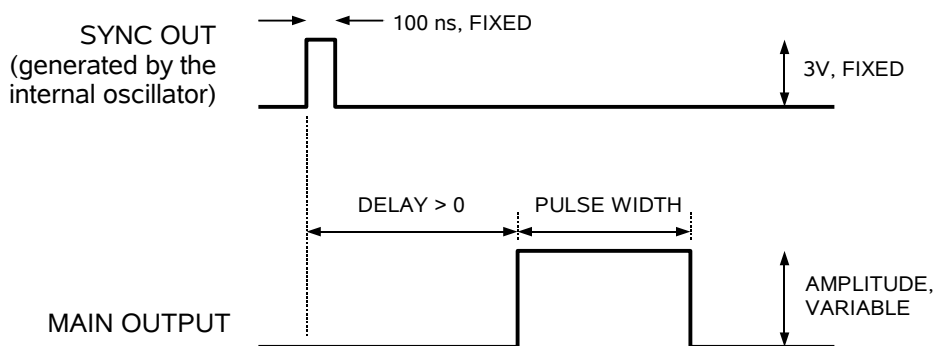 100 ns, FIXED
SYNC OUT
(generated by the
internal oscillator)
3V, FIXED
DELAY > 0
PULSE WIDTH
AMPLITUDE,
VARIABLE
MAIN OUTPUT